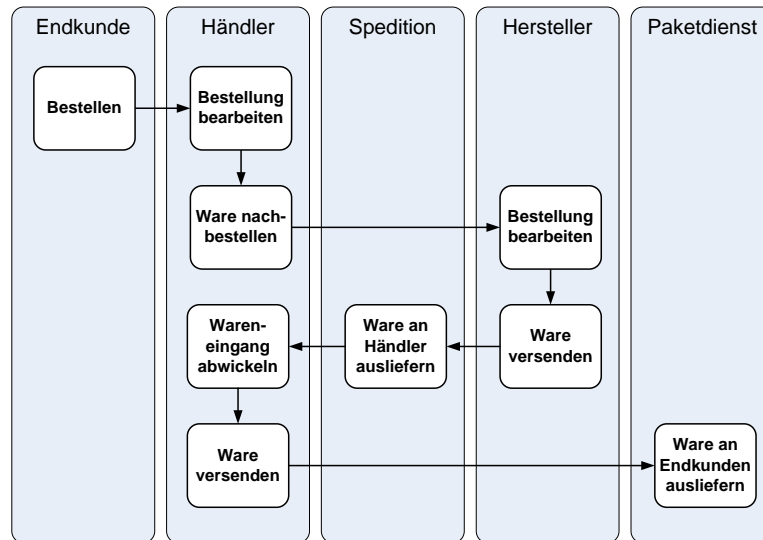 Endkunde
Händler
Spedition
Hersteller
Paketdienst
Bestellen
Bestellung
bearbeiten
Ware nach-
bestellen
Bestellung
bearbeiten
Waren-
eingang
abwickeln
Ware an
Händler
ausliefern
Ware
versenden
Ware
versenden
Ware an
Endkunden
ausliefern